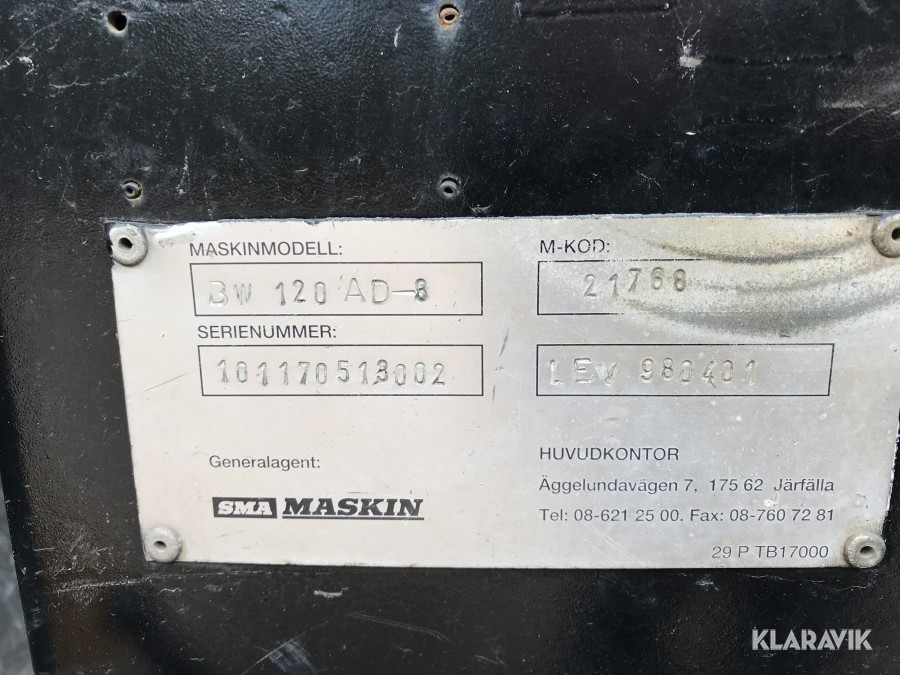 MASKINMODELL:
BW 120 AD-3
M-KOD:
21768
SERIENUMMER:
101170513002
LEV 980401
Generalagent:
SMA MASKIN
HUVUDKONTOR
Äggelundavägen 7, 175 62 Järfälla
Tel: 08-621 25 00. Fax: 08-760 72 81
29 P TB17000
KLARAVIK